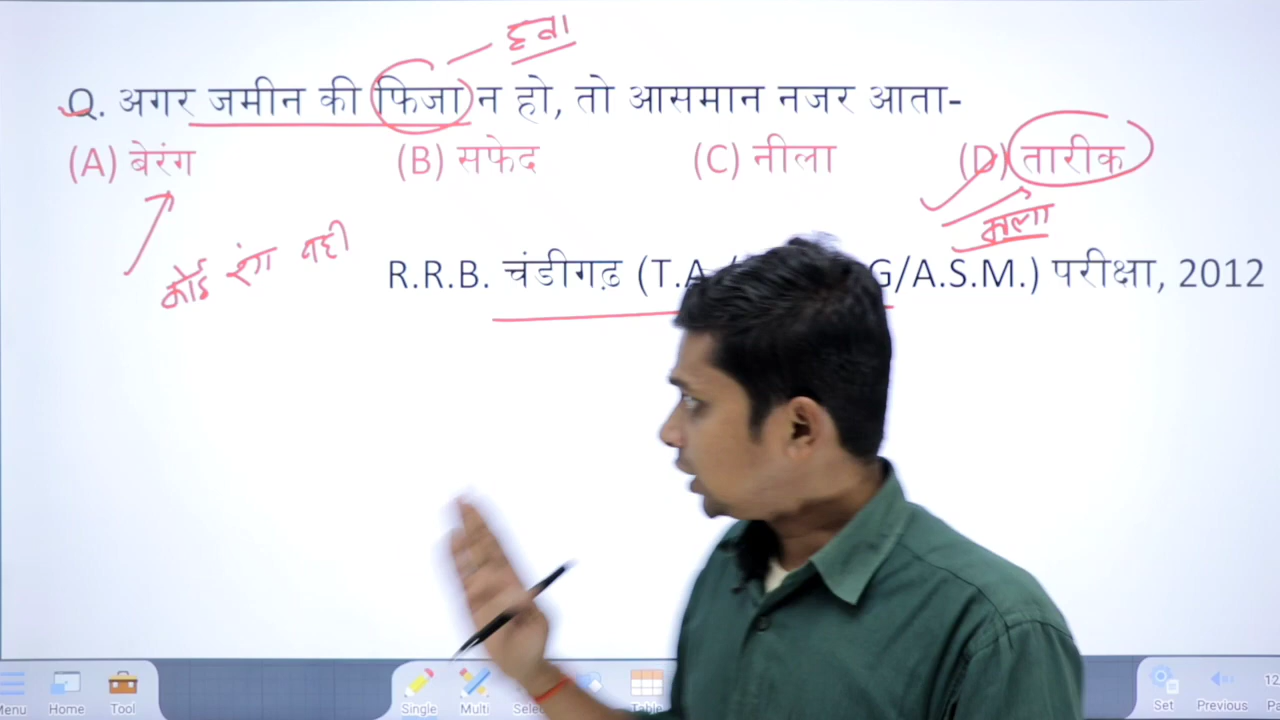 हवा
Q. अगर जमीन की फिजा न हो, तो आसमान नजर आता-
(A) बेरंग (B) सफेद (C) नीला (D) तारीक
काला
कोई रंग नही
R.R.B. चंडीगढ़ (T.A./ G/A.S.M.) परीक्षा, 2012
Menu Home Tool Single Multi Selec Table Set Previous